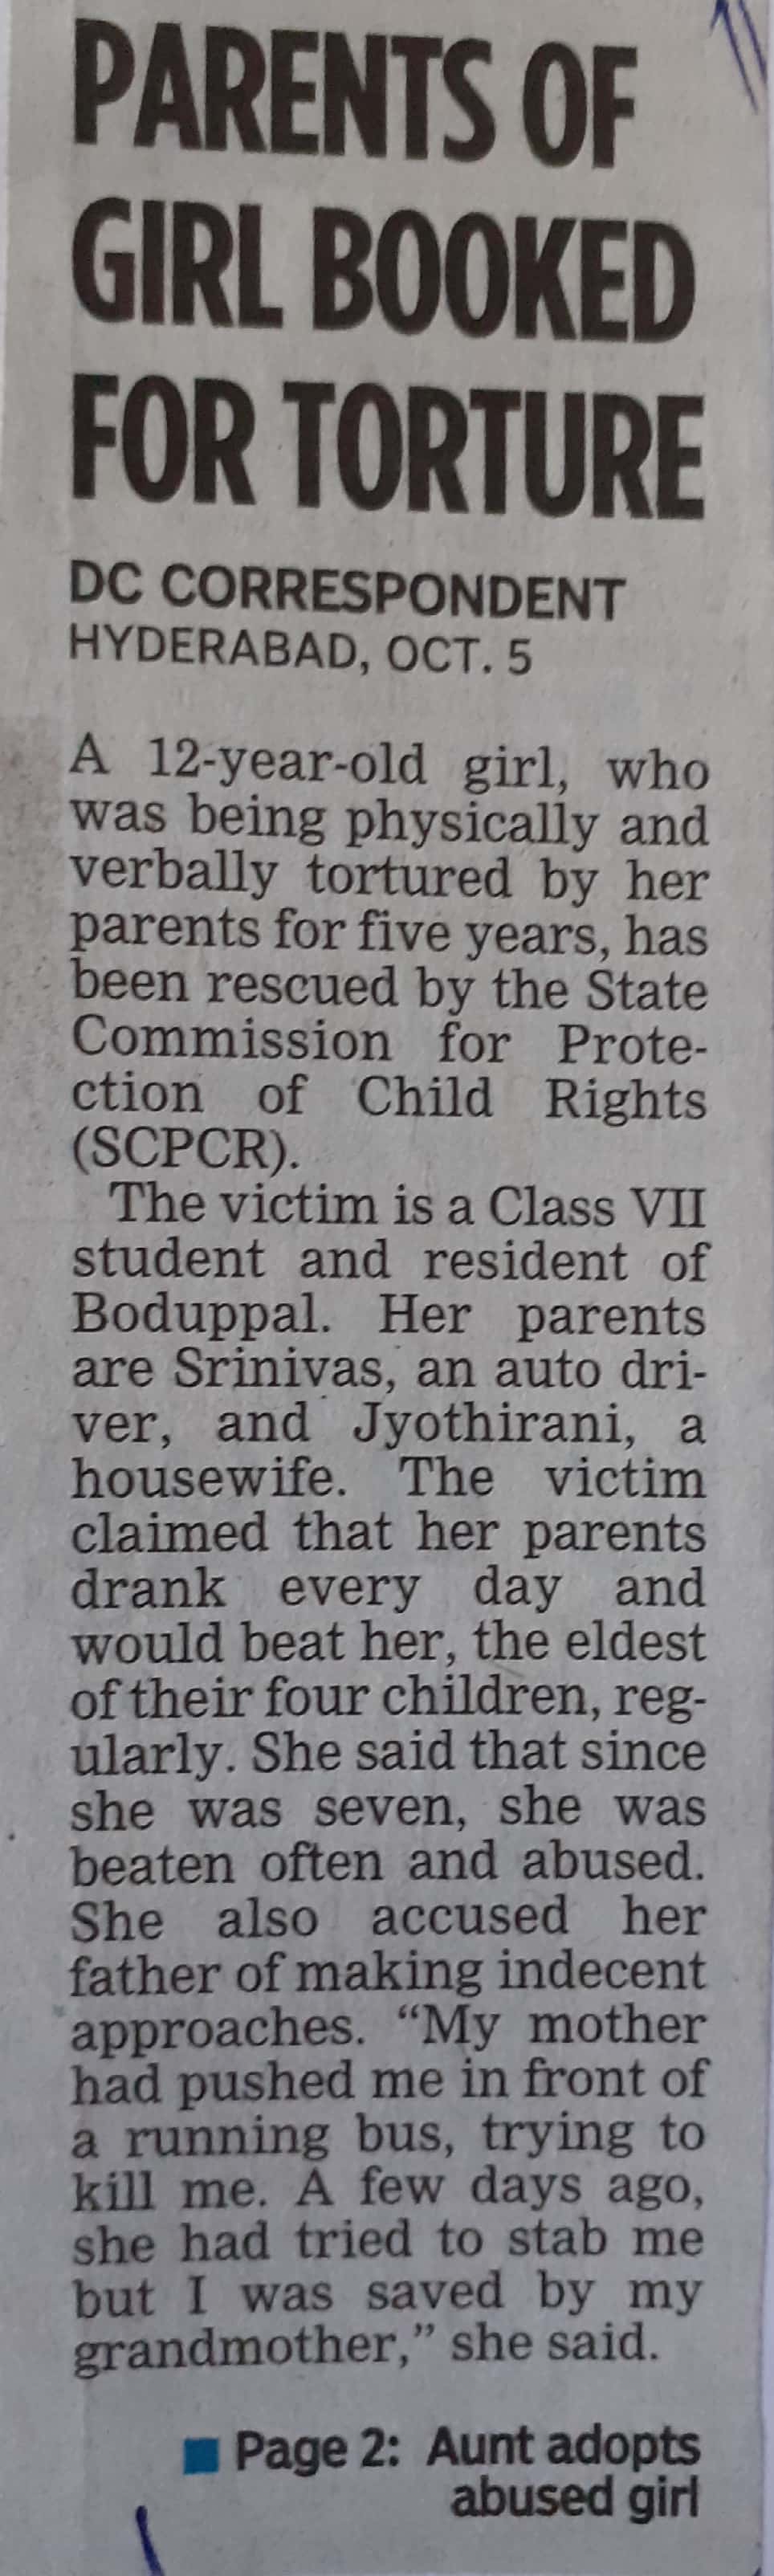 PARENTS OF
GIRL BOOKED
FOR TORTURE
DC CORRESPONDENT
HYDERABAD, OCT. 5
A 12-year-old girl, who
was being physically and
verbally tortured by her
parents for five years, has
been rescued by the State
Commission for Prote-
ction of Child Rights
(SCPCR).
The victim is a Class VII
student and resident of
Boduppal. Her parents
are Srinivas, an auto dri-
ver, and Jyothirani, a
housewife. The victim
claimed that her parents
drank every day and
would beat her, the eldest
of their four children, reg-
ularly. She said that since
she was seven, she was
beaten often and abused.
She also accused her
father of making indecent
approaches. “My mother
had pushed me in front of
a running bus, trying to
kill me. A few days ago,
she had tried to stab me
but I was saved by my
grandmother,” she said.
■ Page 2: Aunt adopts
abused girl